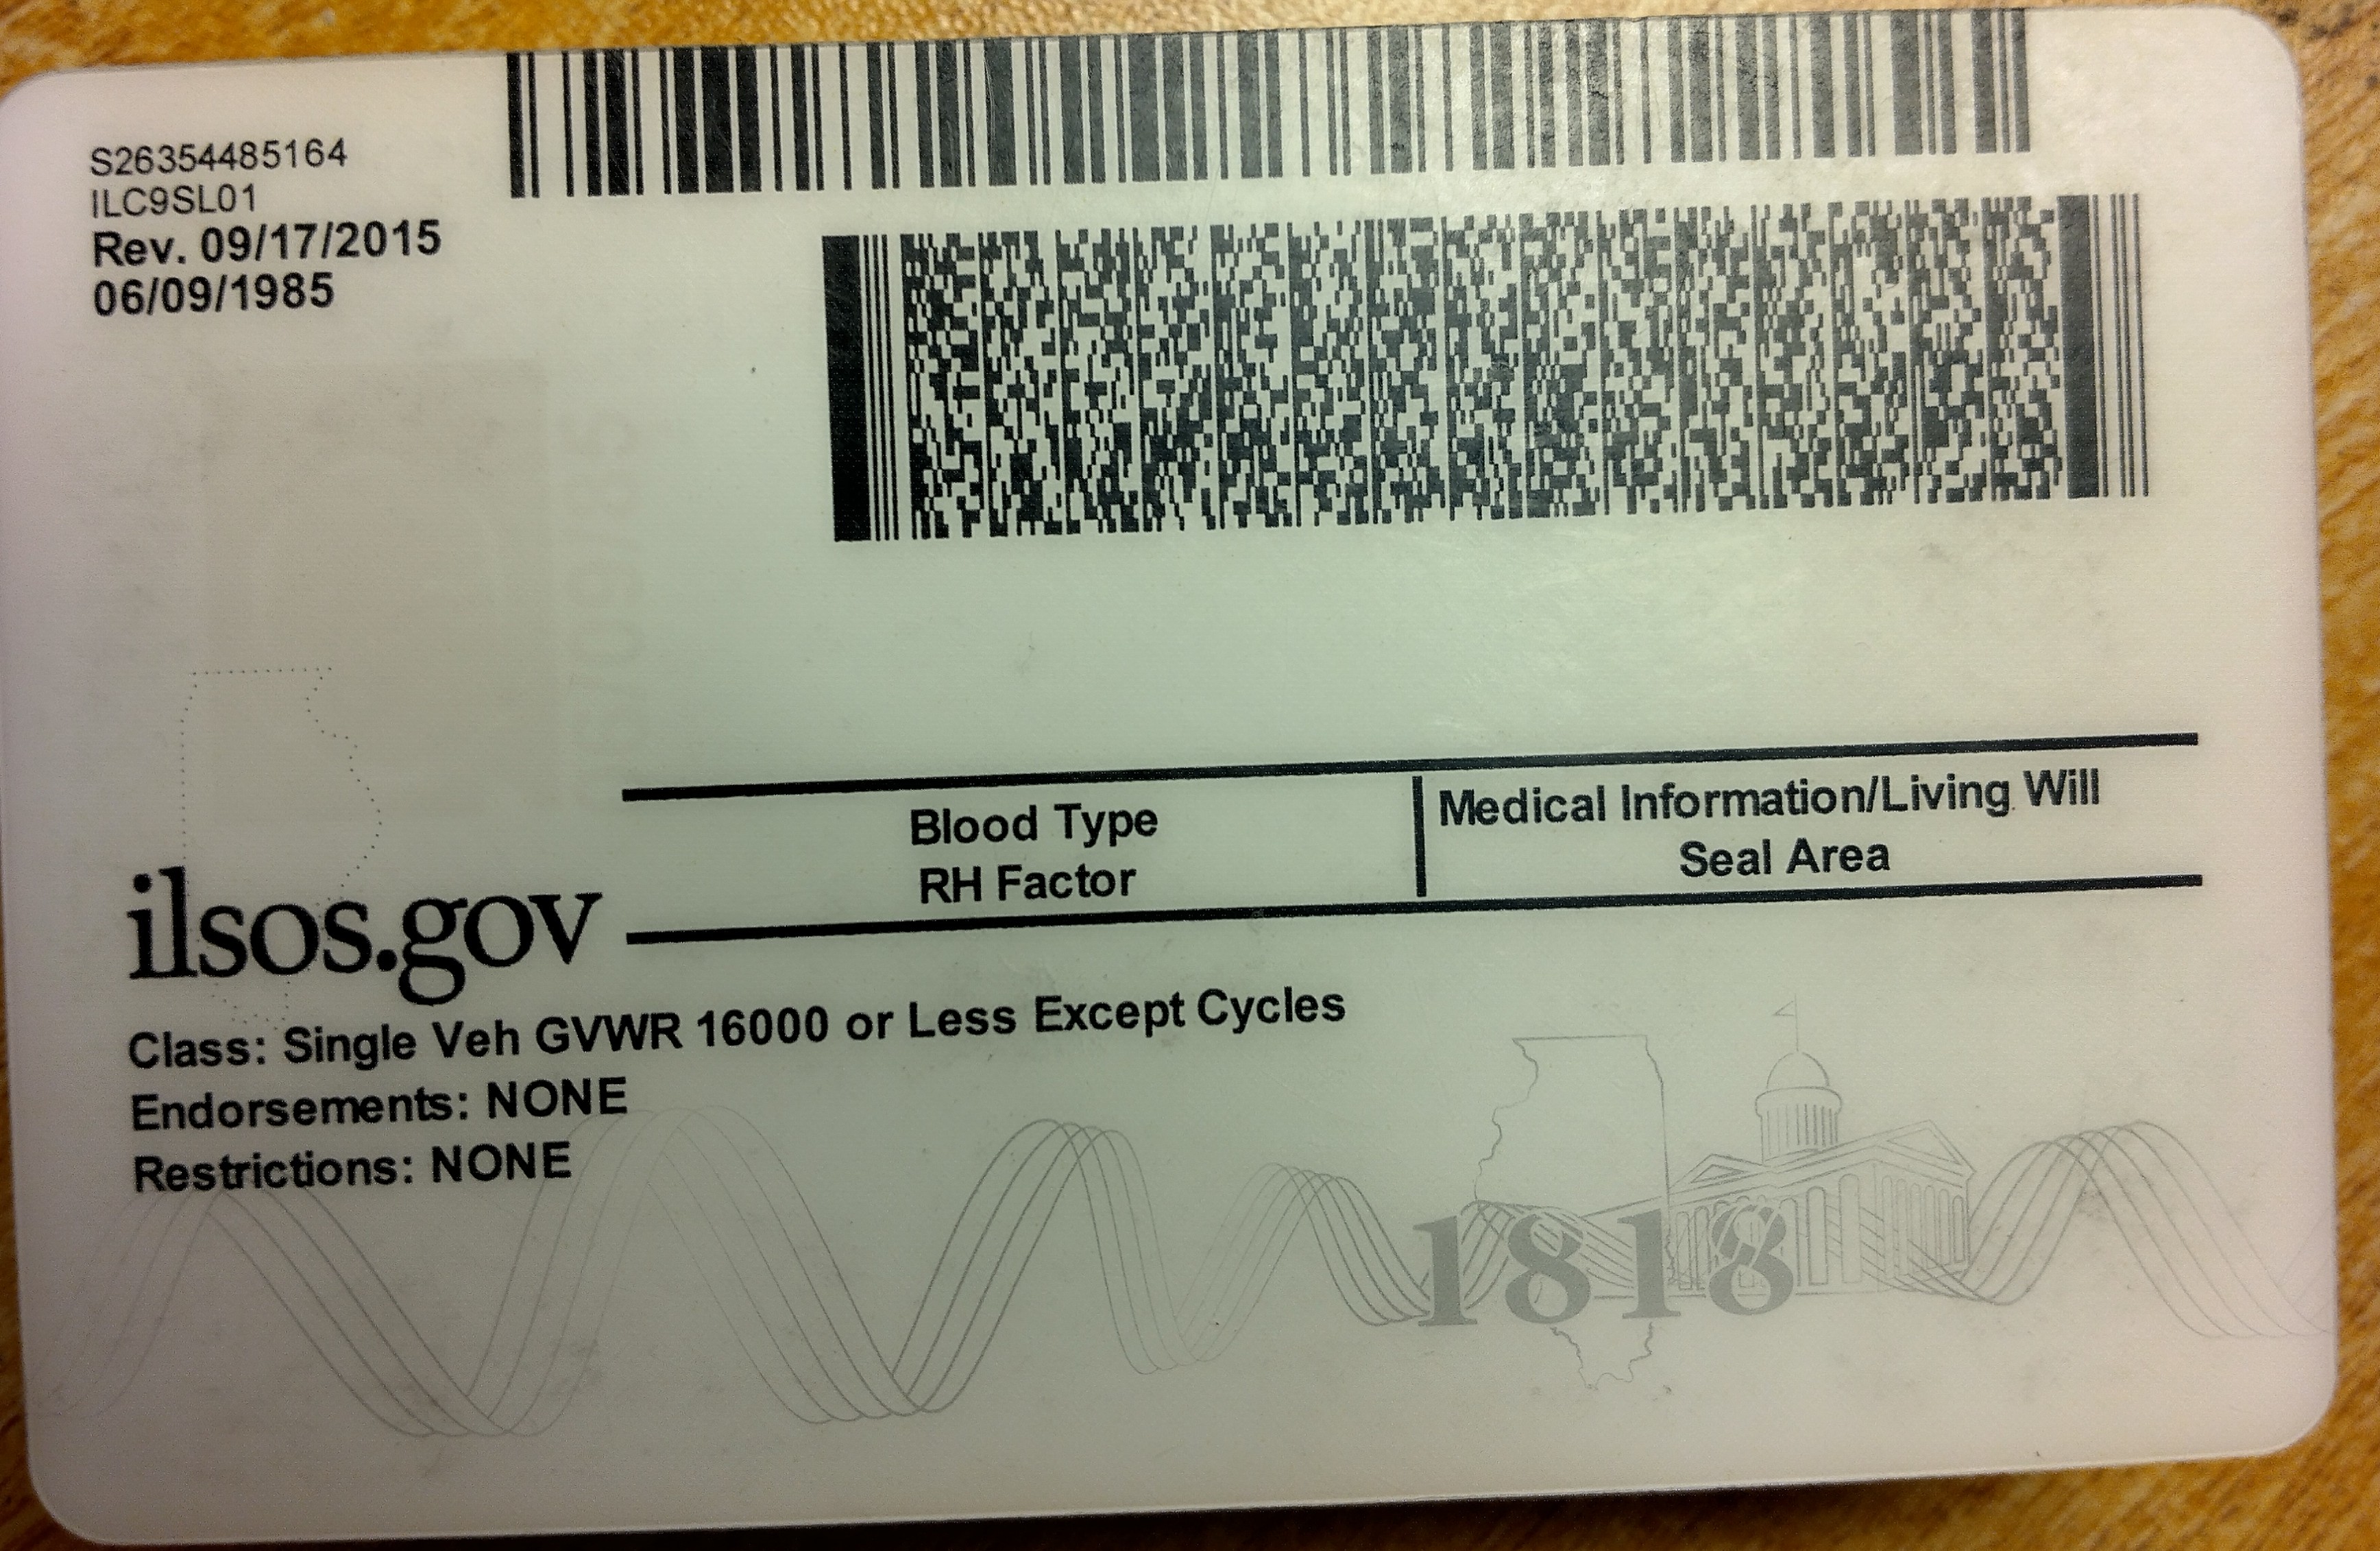 S26354485164
ILC9SL01
Rev. 09/17/2015
06/09/1985
Blood Type
RH Factor
Medical Information/Living Will
Seal Area
ilsos.gov
Class: Single Veh GVWR 16000 or Less Except Cycles
Endorsements: NONE
Restrictions: NONE
1818